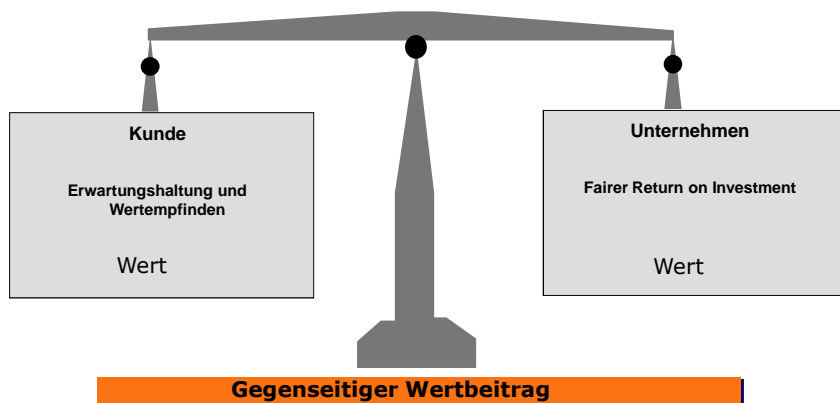 Kunde
Erwartungshaltung und
Wertempfinden
Wert
Unternehmen
Fairer Return on Investment
Wert
Gegenseitiger Wertbeitrag